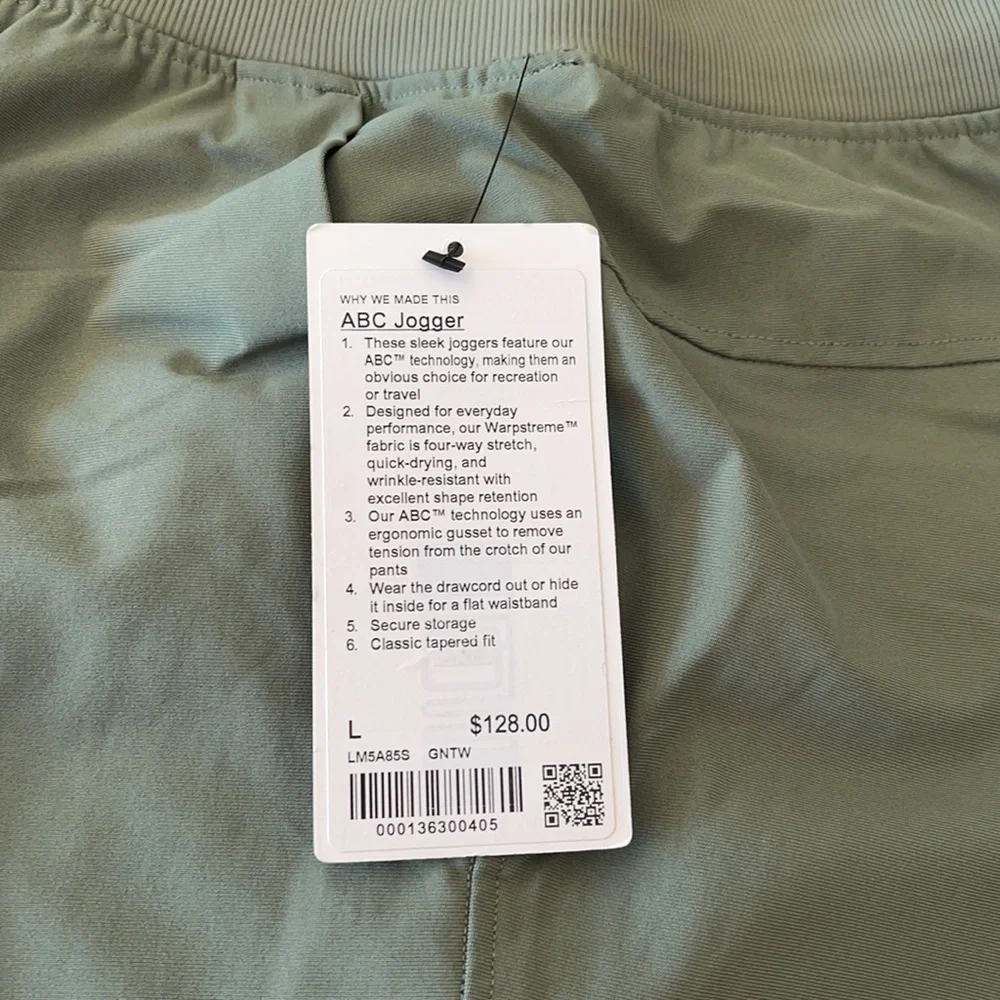 WHY WE MADE THIS
ABC Jogger
1. These sleek joggers feature our
ABC™ technology, making them an
obvious choice for recreation
or travel
2. Designed for everyday
performance, our Warpstreme™
fabric is four-way stretch,
quick-drying, and
wrinkle-resistant with
excellent shape retention
3. Our ABC™ technology uses an
ergonomic gusset to remove
tension from the crotch of our
pants
4. Wear the drawcord out or hide
it inside for a flat waistband
5. Secure storage
6. Classic tapered fit
L $128.00
LM5A85S GNTW
000136300405